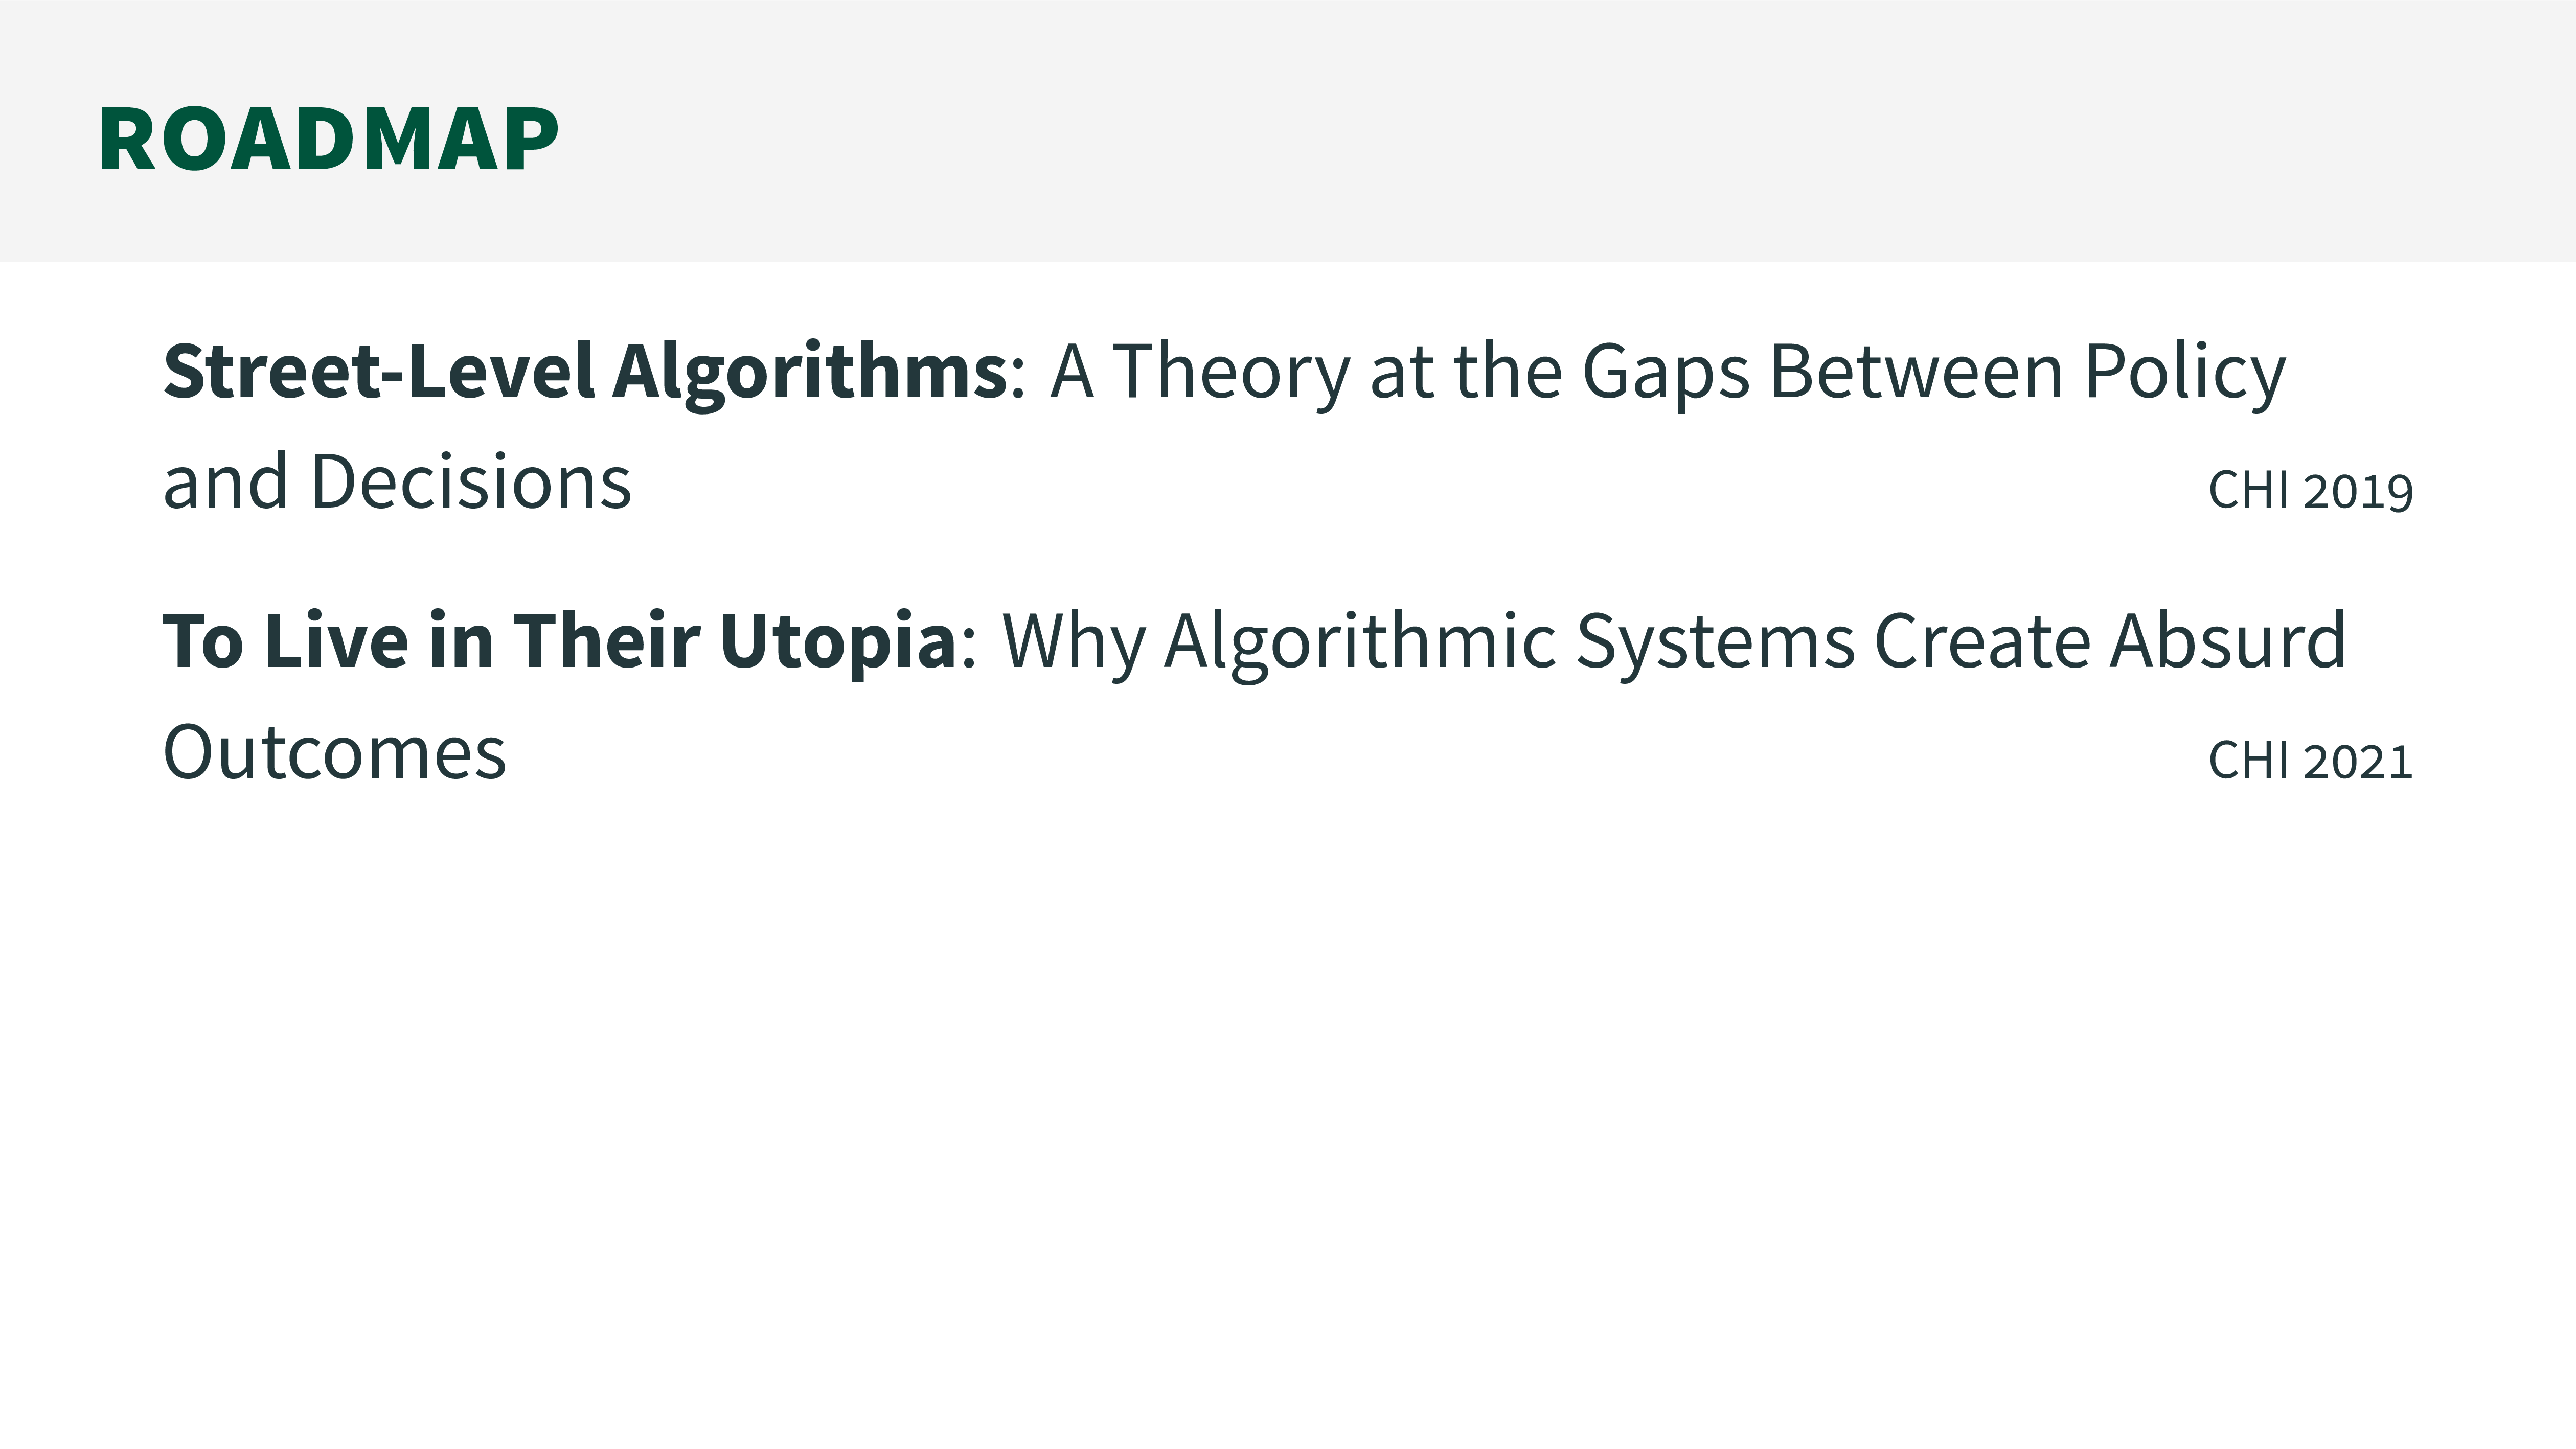 ROADMAP
Street-Level Algorithms: A Theory at the Gaps Between Policy
and Decisions CHI 2019
To Live in Their Utopia: Why Algorithmic Systems Create Absurd
Outcomes CHI 2021